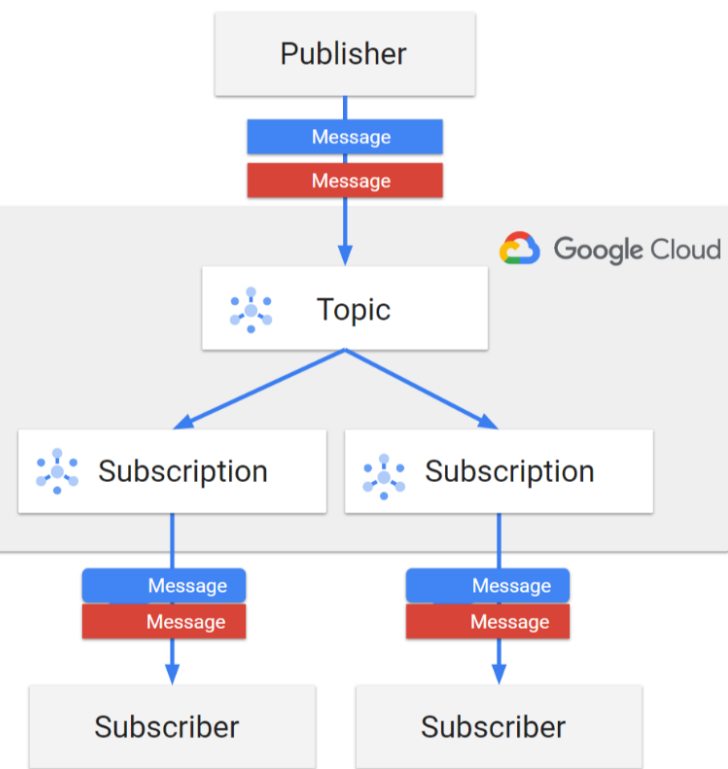 Publisher
Message
Message
Google Cloud
Topic
Subscription
Subscription
Message
Message
Message
Message
Subscriber
Subscriber